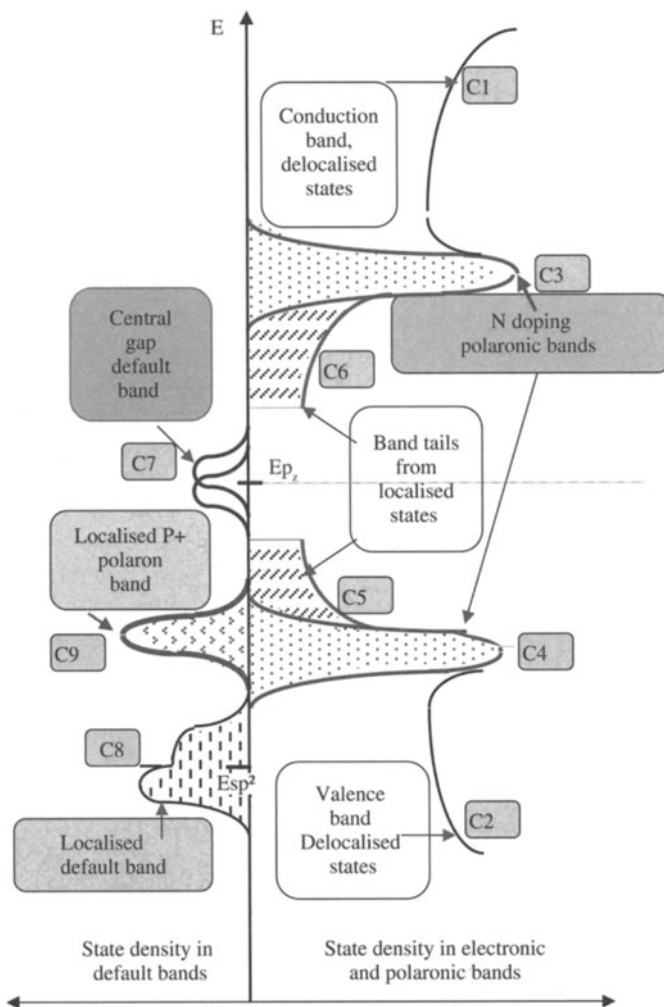 E
C1
Conduction
band,
delocalised
states
C3
N doping
polaronic bands
Central
gap
default
band
C6
C7
Ep_z
Band tails
from
localised
states
Localised P+
polaron
band
C5
C9
C4
C8
Esp²
Valence
band
Delocalised
states
C2
Localised
default band
State density in
default bands
State density in electronic
and polaronic bands